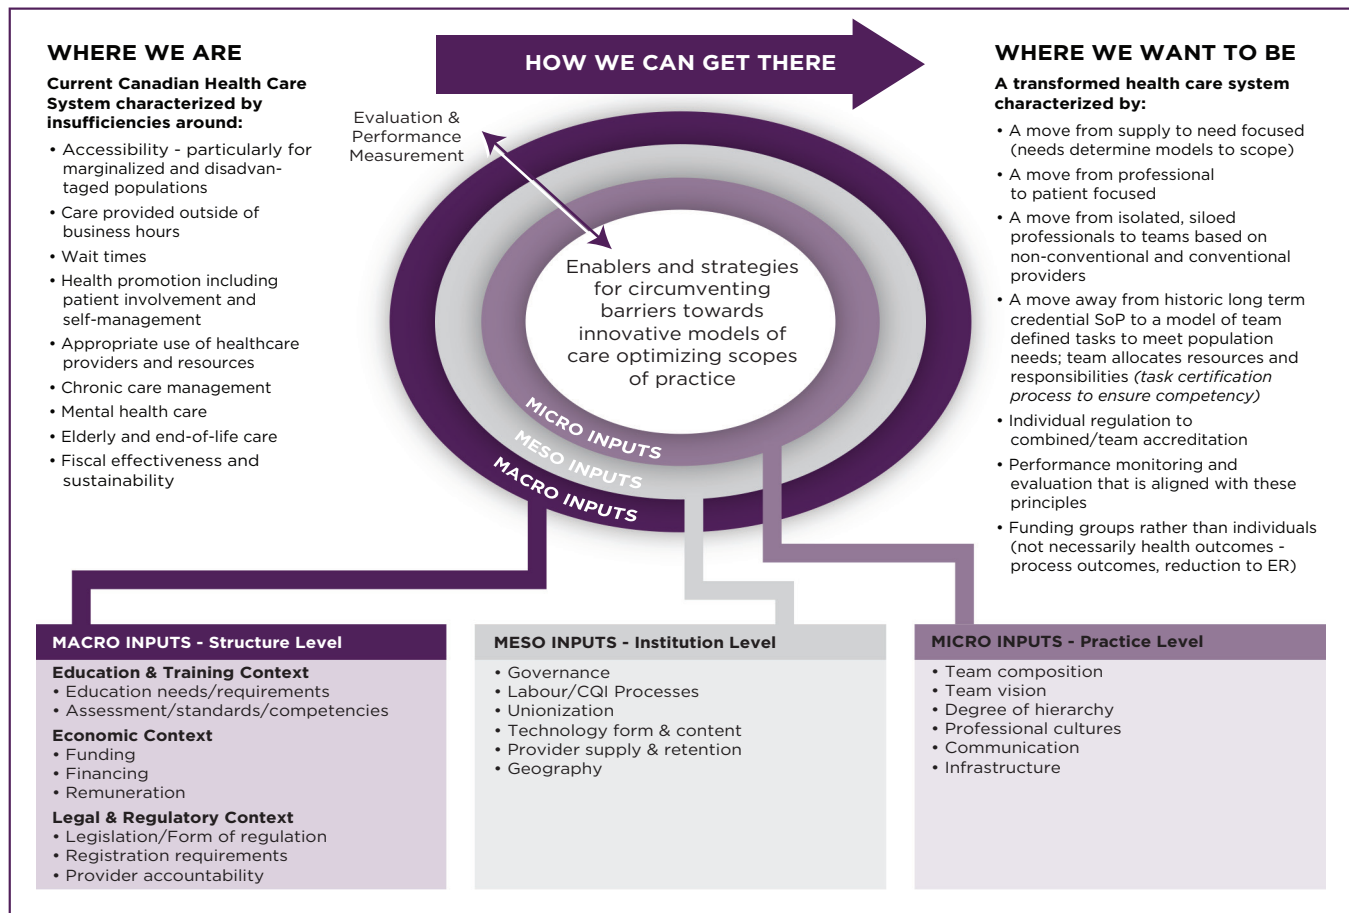 WHERE WE ARE
Current Canadian Health Care
System characterized by
insufficiencies around:
• Accessibility - particularly for
marginalized and disadvan-
taged populations
• Care provided outside of
business hours
• Wait times
• Health promotion including
patient involvement and
self-management
• Appropriate use of healthcare
providers and resources
• Chronic care management
• Mental health care
• Elderly and end-of-life care
• Fiscal effectiveness and
sustainability
HOW WE CAN GET THERE
Evaluation &
Performance
Measurement
Enablers and strategies
for circumventing
barriers towards
innovative models of
care optimizing scopes
of practice
MICRO INPUTS
MESO INPUTS
MACRO INPUTS
WHERE WE WANT TO BE
A transformed health care system
characterized by:
• A move from supply to need focused
(needs determine models to scope)
• A move from professional
to patient focused
• A move from isolated, siloed
professionals to teams based on
non-conventional and conventional
providers
• A move away from historic long term
credential SoP to a model of team
defined tasks to meet population
needs; team allocates resources and
responsibilities (task certification
process to ensure competency)
• Individual regulation to
combined/team accreditation
• Performance monitoring and
evaluation that is aligned with these
principles
• Funding groups rather than individuals
(not necessarily health outcomes -
process outcomes, reduction to ER)
MACRO INPUTS - Structure Level
Education & Training Context
• Education needs/requirements
• Assessment/standards/competencies
Economic Context
• Funding
• Financing
• Remuneration
Legal & Regulatory Context
• Legislation/Form of regulation
• Registration requirements
• Provider accountability
MESO INPUTS - Institution Level
• Governance
• Labour/CQI Processes
• Unionization
• Technology form & content
• Provider supply & retention
• Geography
MICRO INPUTS - Practice Level
• Team composition
• Team vision
• Degree of hierarchy
• Professional cultures
• Communication
• Infrastructure